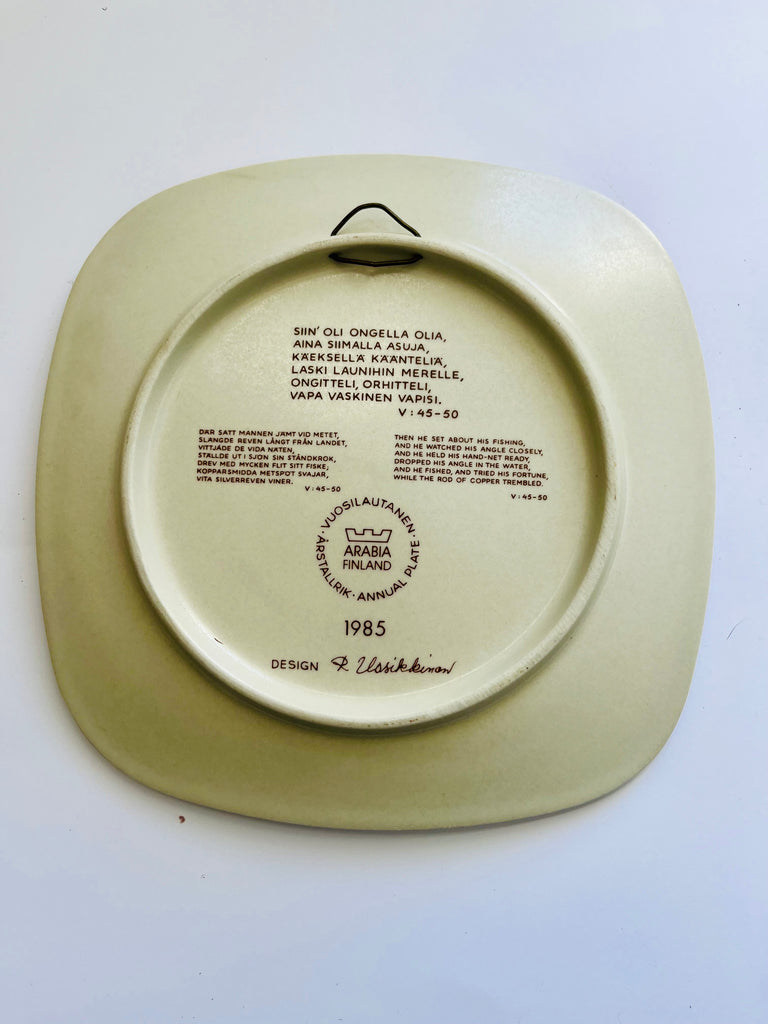 SIIN' OLI ONGELLA OLIA,
AINA SIIMALLA ASUJA,
KÄEKSELLÄ KÄÄNTELIÄ,
LASKI LAUNIHIN MERELLE,
ONGITTELI, ORHITTELI,
VAPA VASKINEN VAPISI.
V : 45-50
DÄR SATT MANNEN JÄMT VID METET,
SLÄNGDE REVEN LÅNGT FRÅN LANDET,
VITTJADE DE VIDA NÄTEN,
STÄLLDE UT I SJÖN SIN STÅNDKROK,
DREV MED MYCKEN FLIT SITT FISKE;
KOPPARSMIDDA METSPÖT SVAJAR,
VITA SILVERREVEN VINER.
V : 45-50
THEN HE SET ABOUT HIS FISHING,
AND HE WATCHED HIS ANGLE CLOSELY,
AND HE HELD HIS HAND-NET READY,
DROPPED HIS ANGLE IN THE WATER,
AND HE FISHED, AND TRIED HIS FORTUNE,
WHILE THE ROD OF COPPER TREMBLED.
V : 45-50
· VUOSILAUTANEN ·
ARABIA
FINLAND
ÅRSTALLRIK · ANNUAL PLATE
1985
DESIGN R Uosikkinen